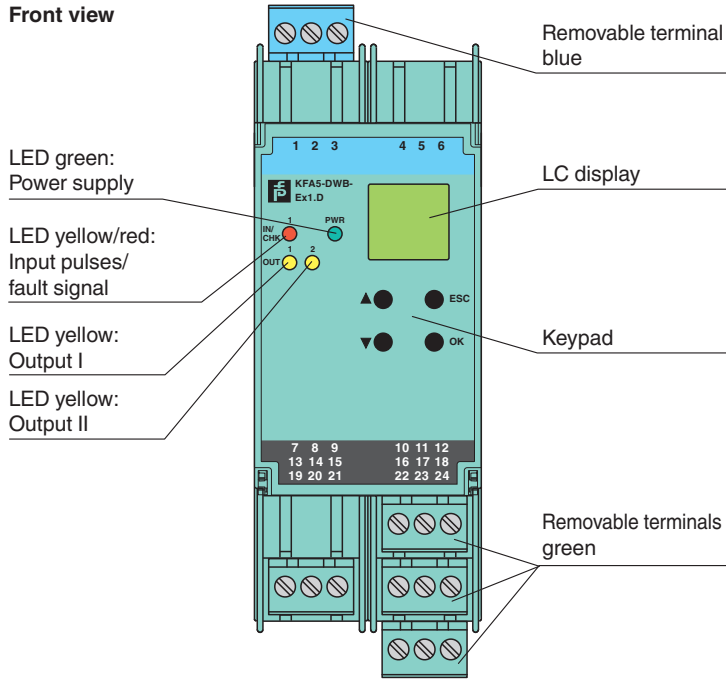 Front view
Removable terminal
blue
1 2 3 4 5 6
LED green:
Power supply
LC display
KFA5-DWB-
Ex1.D
1 PWR
IN/
CHK
LED yellow/red:
Input pulses/
fault signal
1 2
OUT
▲ ESC
▼ OK
LED yellow:
Output I
Keypad
LED yellow:
Output II
7 8 9 10 11 12
13 14 15 16 17 18
19 20 21 22 23 24
Removable terminals
green